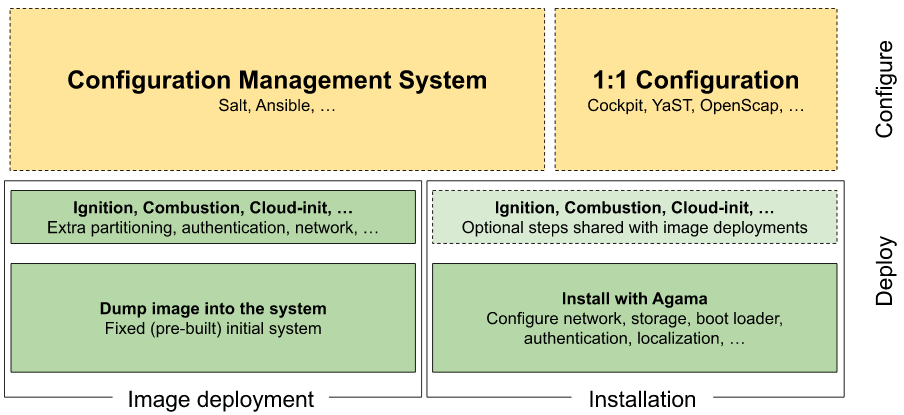 Configuration Management System
Salt, Ansible, …
1:1 Configuration
Cockpit, YaST, OpenScap, …
Configure
Ignition, Combustion, Cloud-init, …
Extra partitioning, authentication, network, …
Ignition, Combustion, Cloud-init, …
Optional steps shared with image deployments
Deploy
Dump image into the system
Fixed (pre-built) initial system
Install with Agama
Configure network, storage, boot loader,
authentication, localization, …
Image deployment
Installation